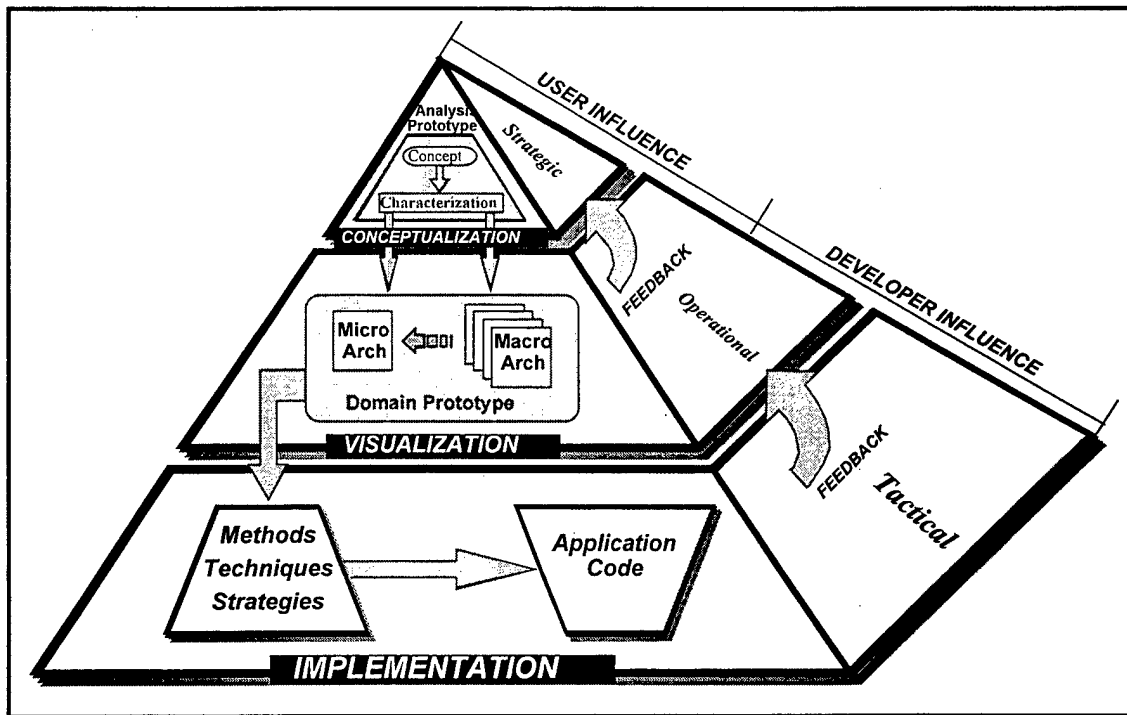 USER INFLUENCE
Analysis
Prototype
Strategic
Concept
Characterization
CONCEPTUALIZATION
DEVELOPER INFLUENCE
FEEDBACK
Operational
Micro
Arch
Macro
Arch
Domain Prototype
VISUALIZATION
FEEDBACK
Tactical
Methods
Techniques
Strategies
Application
Code
IMPLEMENTATION